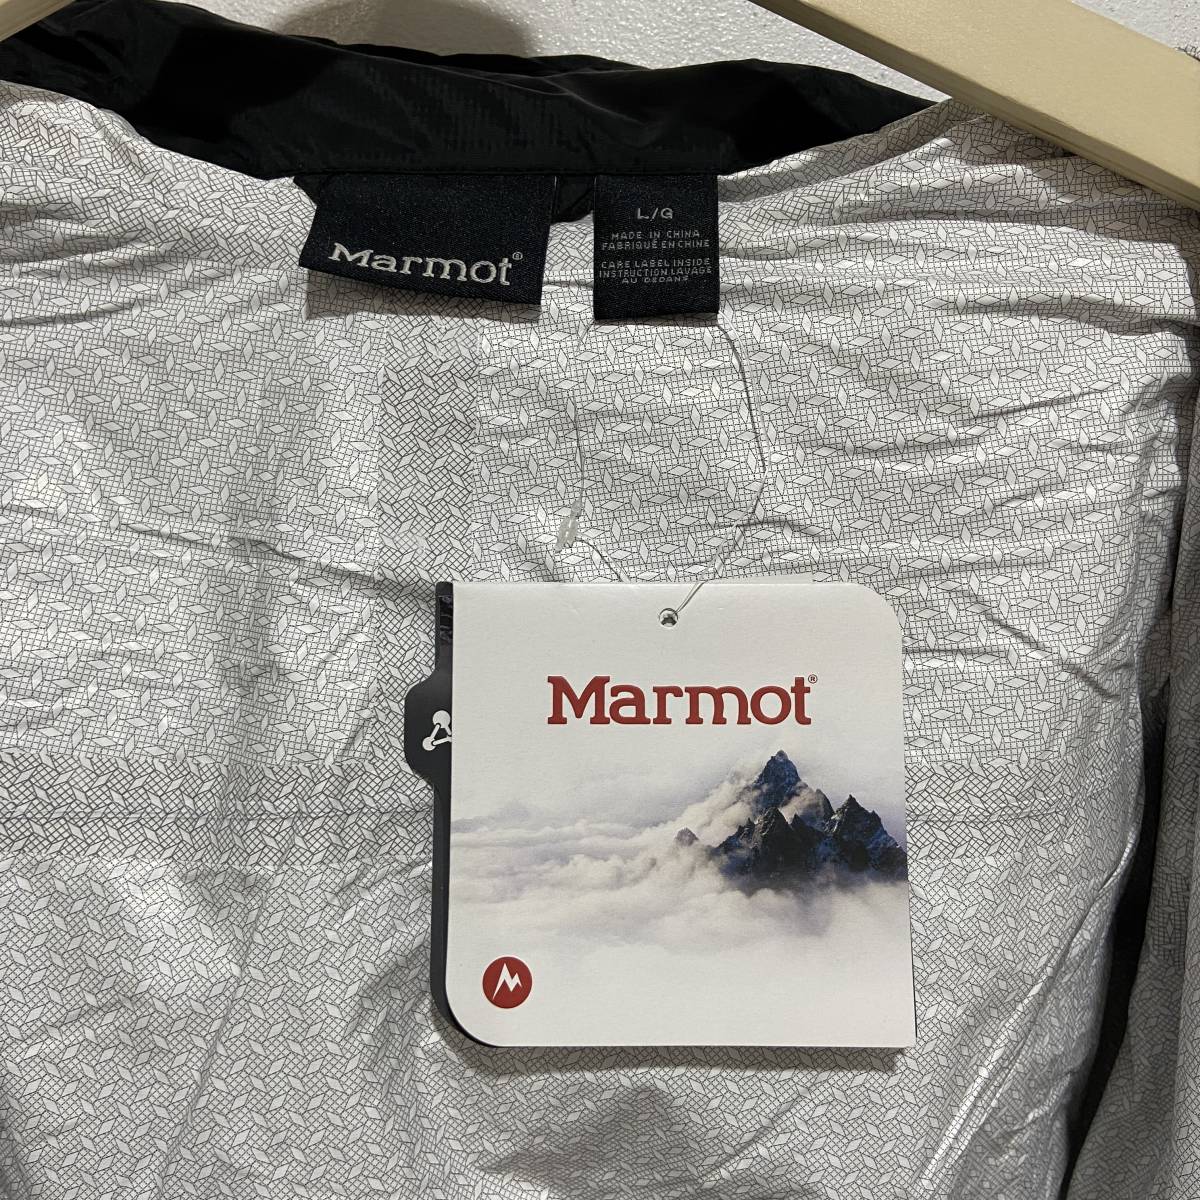 Marmot®
L/G
MADE IN CHINA
FABRIQUÉ EN CHINE
CARE LABEL INSIDE
INSTRUCTION LAVAGE
AU DEDANS
Marmot®